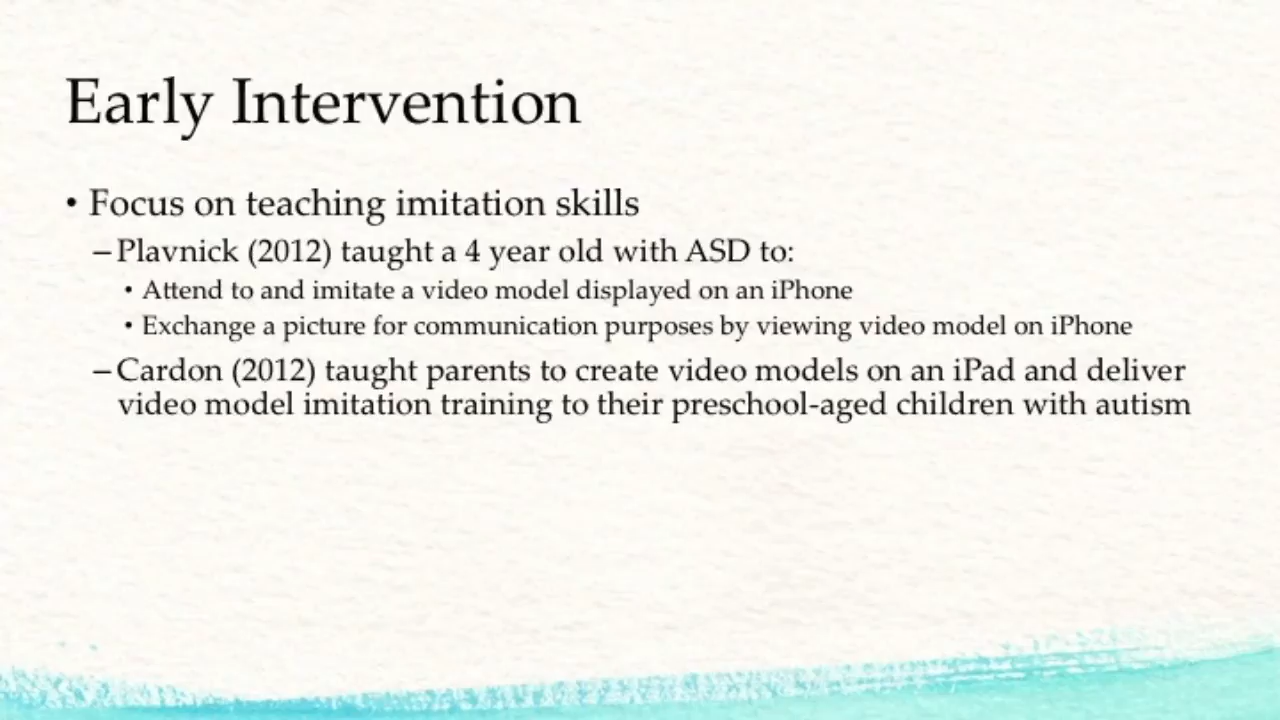 Early Intervention
• Focus on teaching imitation skills
– Plavnick (2012) taught a 4 year old with ASD to:
• Attend to and imitate a video model displayed on an iPhone
• Exchange a picture for communication purposes by viewing video model on iPhone
– Cardon (2012) taught parents to create video models on an iPad and deliver
video model imitation training to their preschool-aged children with autism